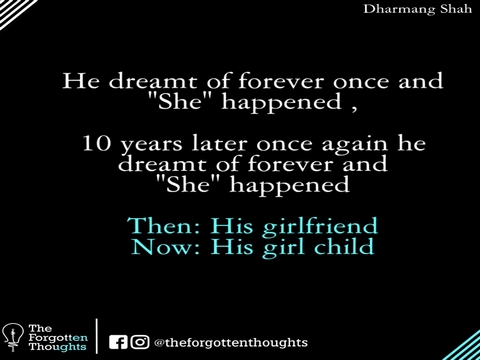 Dharmang Shah
He dreamt of forever once and
"She" happened ,
10 years later once again he
dreamt of forever and
"She" happened
Then: His girlfriend
Now: His girl child
The
Forgotten
Thoughts
@theforgottenthoughts